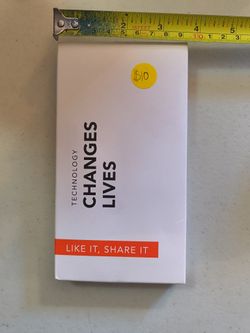 $10
TECHNOLOGY
CHANGES
LIVES
LIKE IT, SHARE IT